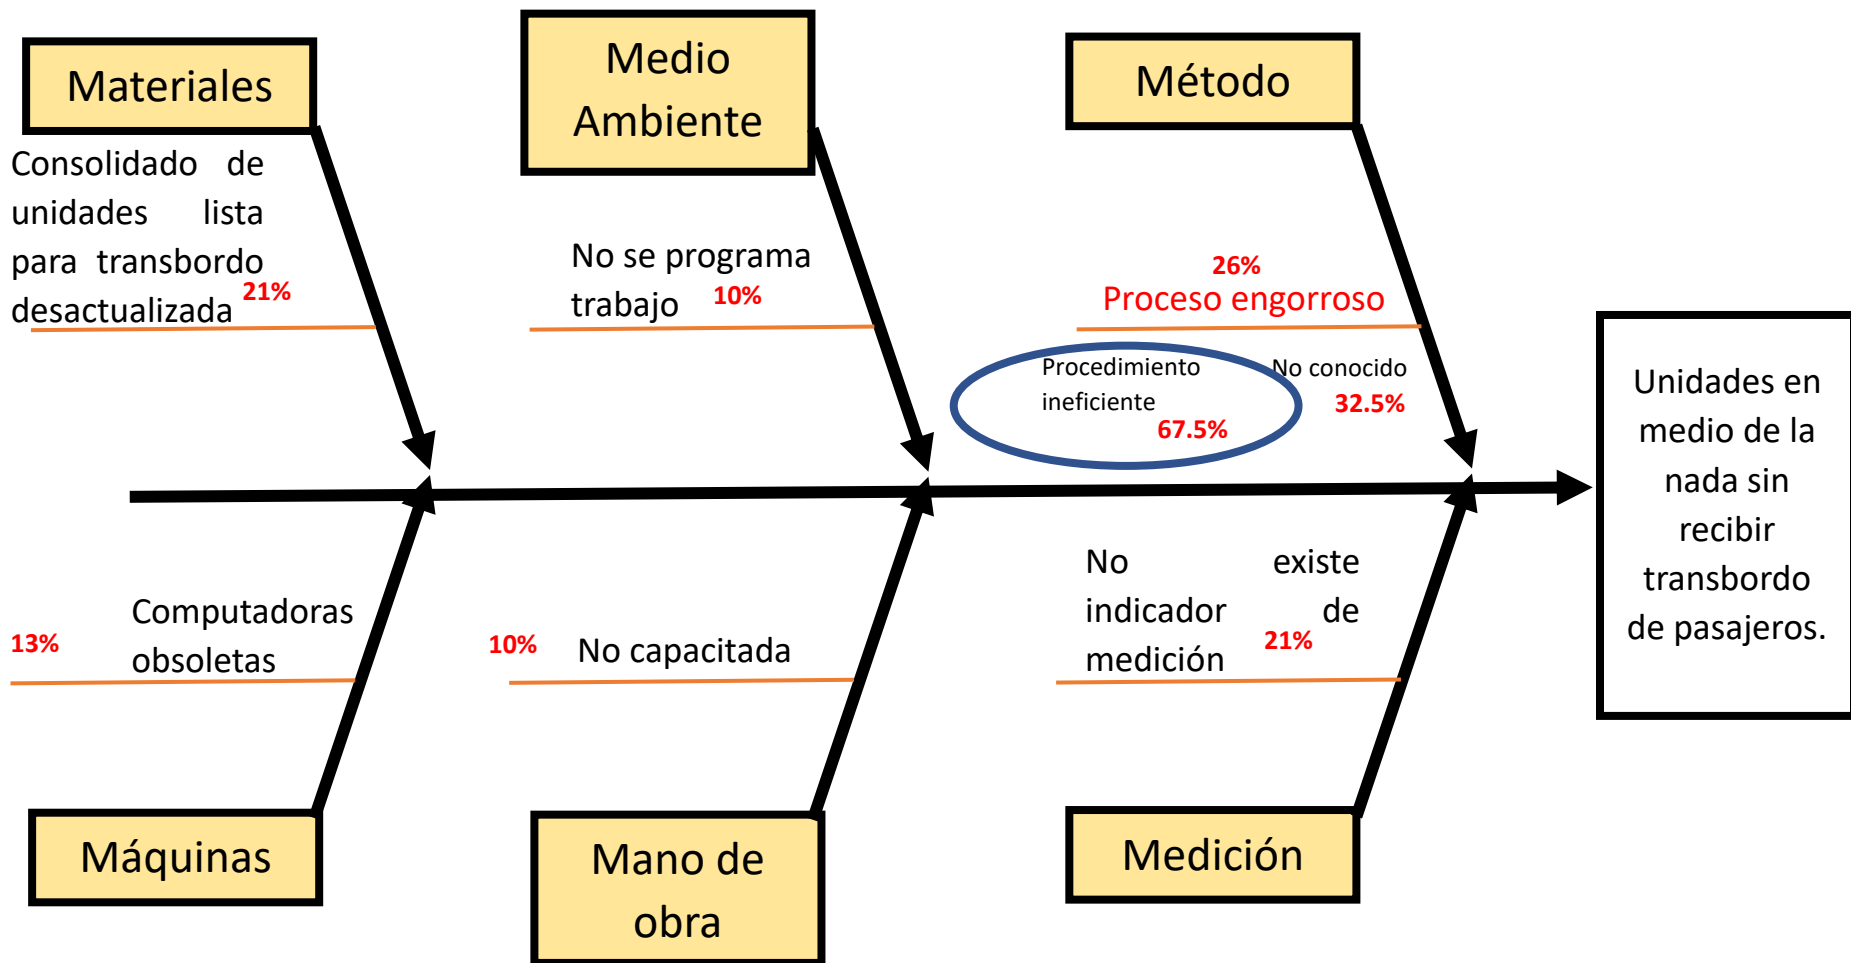 Materiales
Consolidado de
unidades lista
para transbordo
desactualizada 21%
Medio
Ambiente
No se programa
trabajo 10%
Método
26%
Proceso engorroso
Procedimiento
ineficiente
67.5%
No conocido
32.5%
Computadoras
obsoletas
13%
Máquinas
10% No capacitada
Mano de
obra
No existe
indicador de
medición 21%
Medición
Unidades en
medio de la
nada sin
recibir
transbordo
de pasajeros.